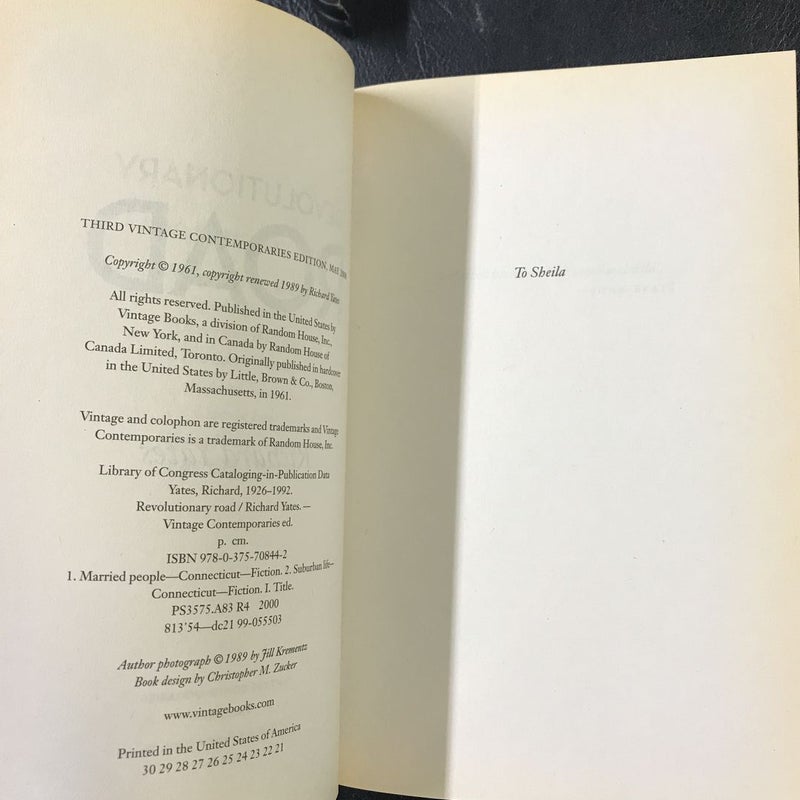 THIRD VINTAGE CONTEMPORARIES EDITION, MAY 2000
Copyright © 1961, copyright renewed 1989 by Richard Yates
All rights reserved. Published in the United States by
Vintage Books, a division of Random House, Inc.,
New York, and in Canada by Random House of
Canada Limited, Toronto. Originally published in hardcover
in the United States by Little, Brown & Co., Boston,
Massachusetts, in 1961.
Vintage and colophon are registered trademarks and Vintage
Contemporaries is a trademark of Random House, Inc.
Library of Congress Cataloging-in-Publication Data
Yates, Richard, 1926–1992.
Revolutionary road / Richard Yates.—
Vintage Contemporaries ed.
p. cm.
ISBN 978-0-375-70844-2
1. Married people—Connecticut—Fiction. 2. Suburban life—
Connecticut—Fiction. I. Title.
PS3575.A83 R4 2000
813'54—dc21 99-055503
Author photograph © 1989 by Jill Krementz
Book design by Christopher M. Zucker
www.vintagebooks.com
Printed in the United States of America
30 29 28 27 26 25 24 23 22 21
To Sheila